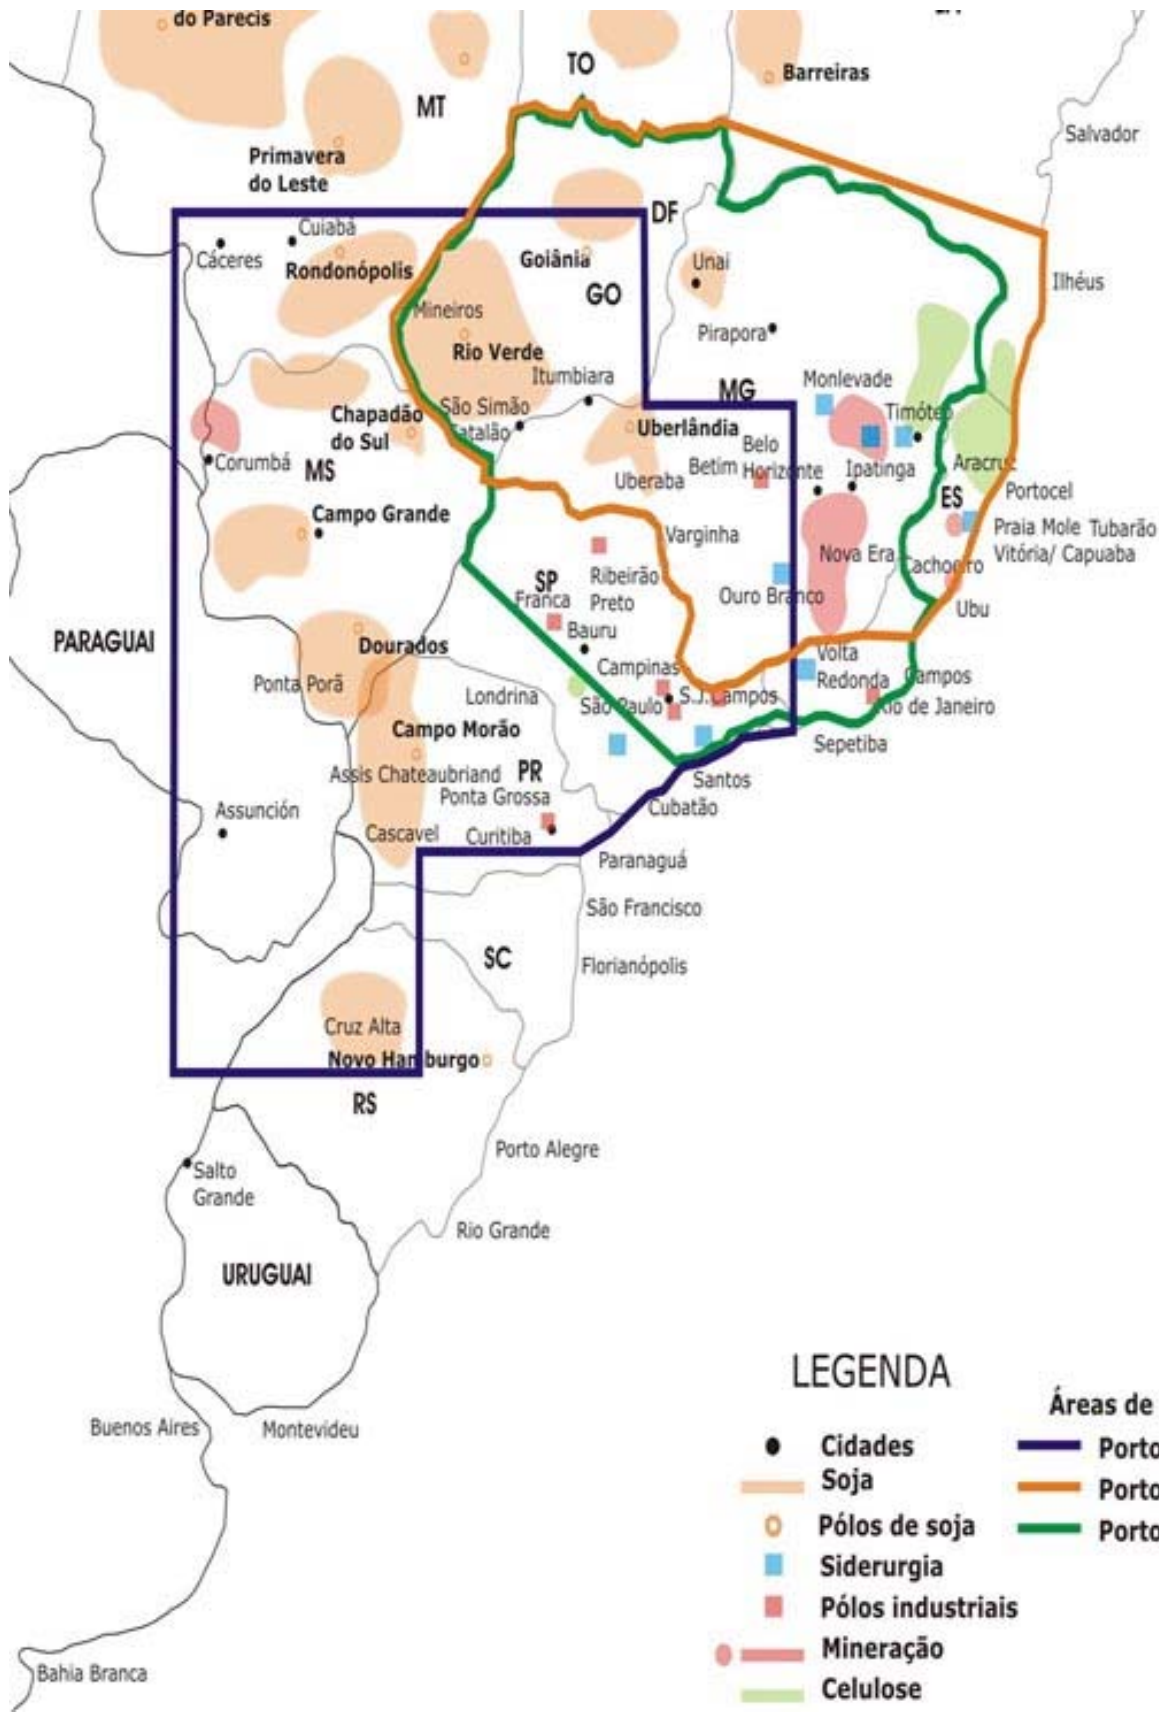 do Parecis
TO
Barreiras
MT
Salvador
Primavera
do Leste
DF
Cuiabá
Cáceres
Rondonópolis
Goiânia
Unai
Ilhéus
GO
Mineiros
Pirapora
Rio Verde
Itumbiara
MG
Monlevade
São Simão
Chapadão
do Sul
Catalão
Uberlândia
Timóteo
Belo
Horizonte
Betim
Ipatinga
Aracruz
Corumbá
MS
Uberaba
ES
Portocel
Campo Grande
Varginha
Praia Mole Tubarão
Vitória/ Capuaba
Nova Era
Cachoeiro
SP
Ribeirão
Preto
Franca
Ouro Branco
Ubu
PARAGUAI
Dourados
Bauru
Volta
Redonda
Campinas
Campos
Ponta Porã
Londrina
São Paulo
S.J.Campos
Rio de Janeiro
Campo Morão
Sepetiba
Assis Chateaubriand
PR
Santos
Ponta Grossa
Cubatão
Assunción
Cascavel
Curitiba
Paranaguá
São Francisco
SC
Florianópolis
Cruz Alta
Novo Hamburgo
RS
Porto Alegre
Salto
Grande
Rio Grande
URUGUAI
Buenos Aires
Montevideu
Bahia Branca
LEGENDA
Cidades
Soja
Pólos de soja
Siderurgia
Pólos industriais
Mineração
Celulose
Áreas de
Porto
Porto
Porto